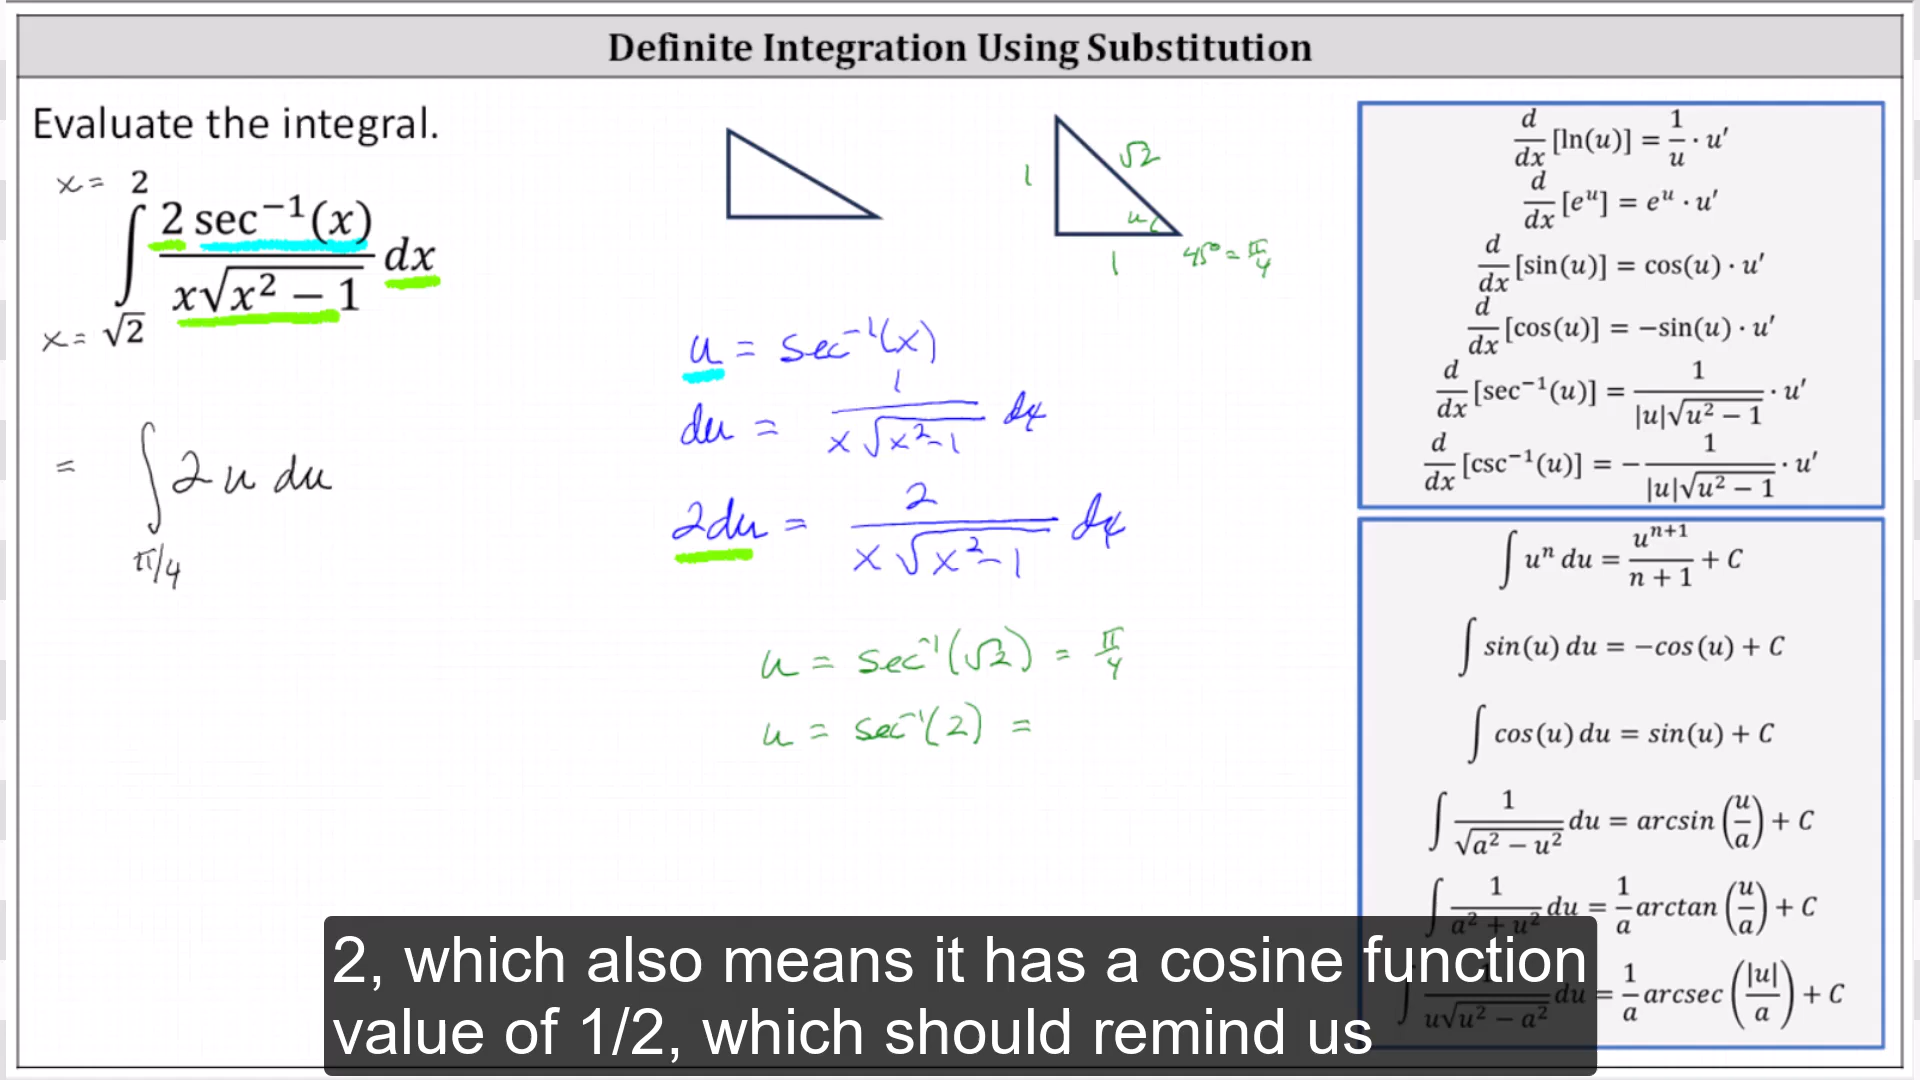 Definite Integration Using Substitution
Evaluate the integral.
x = 2
∫ 2 sec⁻¹(x) / x√x² − 1 dx
x = √2
= ∫ 2 u du
π/4
1
√2
u
1
45° = π/4
u = sec⁻¹(x)
du = 1 / x√x²-1 dx
2du = 2 / x√x²-1 dx
u = sec⁻¹(√2) = π/4
u = sec⁻¹(2) =
d/dx [ln(u)] = 1/u · u′
d/dx [eᵘ] = eᵘ · u′
d/dx [sin(u)] = cos(u) · u′
d/dx [cos(u)] = −sin(u) · u′
d/dx [sec⁻¹(u)] = 1 / |u|√u² − 1 · u′
d/dx [csc⁻¹(u)] = − 1 / |u|√u² − 1 · u′
∫ uⁿ du = uⁿ⁺¹ / n + 1 + C
∫ sin(u) du = −cos(u) + C
∫ cos(u) du = sin(u) + C
∫ 1 / √a² − u² du = arcsin (u/a) + C
∫ 1 / a² + u² du = 1/a arctan (u/a) + C
∫ 1 / u√u² − a² du = 1/a arcsec (|u|/a) + C
2, which also means it has a cosine function
value of 1/2, which should remind us